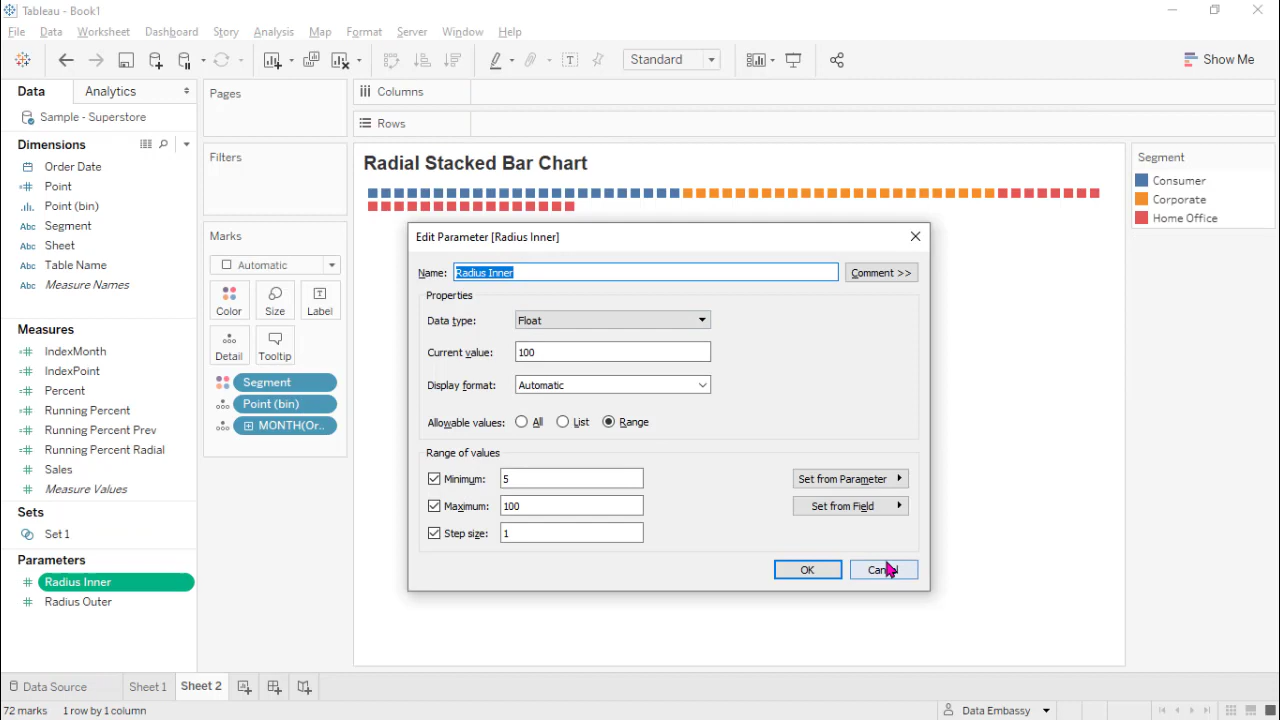 Tableau - Book1
File Data Worksheet Dashboard Story Analysis Map Format Server Window Help
Standard
Show Me
Data Analytics
Sample - Superstore
Dimensions
Order Date
Point
Point (bin)
Segment
Sheet
Table Name
Measure Names
Measures
IndexMonth
IndexPoint
Percent
Running Percent
Running Percent Prev
Running Percent Radial
Sales
Measure Values
Sets
Set 1
Parameters
Radius Inner
Radius Outer
Pages
Filters
Marks
Automatic
Color Size Label
Detail Tooltip
Segment
Point (bin)
MONTH(Or..
Columns
Rows
Radial Stacked Bar Chart
Edit Parameter [Radius Inner]
Name: Radius Inner Comment >>
Properties
Data type: Float
Current value: 100
Display format: Automatic
Allowable values: All List Range
Range of values
Minimum: 5 Set from Parameter
Maximum: 100 Set from Field
Step size: 1
OK
Segment
Consumer
Corporate
Home Office
Data Source Sheet 1 Sheet 2
72 marks 1 row by 1 column
Data Embassy